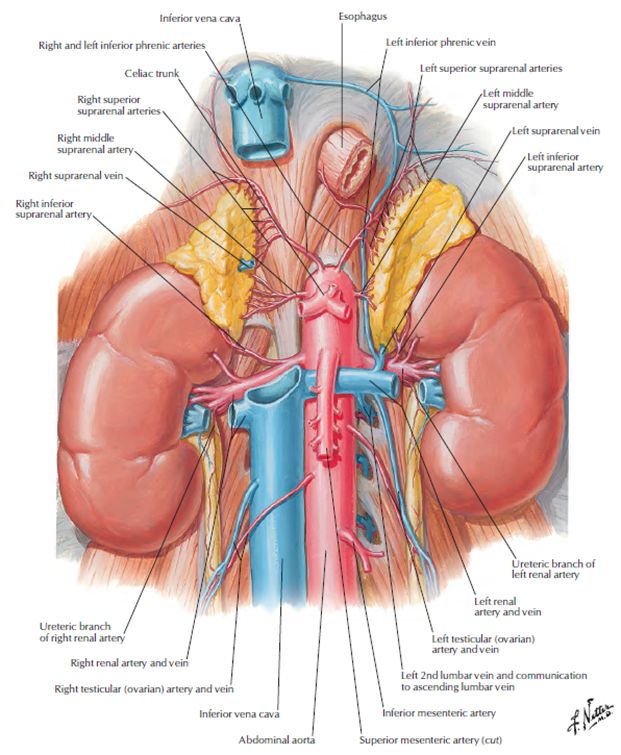 Esophagus
Inferior vena cava
Right and left inferior phrenic arteries
Left inferior phrenic vein
Celiac trunk
Left superior suprarenal arteries
Right superior
suprarenal arteries
Left middle
suprarenal artery
Right middle
suprarenal artery
Left suprarenal vein
Right suprarenal vein
Left inferior
suprarenal artery
Right inferior
suprarenal artery
Ureteric branch of
left renal artery
Left renal
artery and vein
Ureteric branch
of right renal artery
Left testicular (ovarian)
artery and vein
Right renal artery and vein
Left 2nd lumbar vein and communication
to ascending lumbar vein
Right testicular (ovarian) artery and vein
Inferior vena cava
Inferior mesenteric artery
Abdominal aorta
Superior mesenteric artery (cut)
F. Netter
M.D.